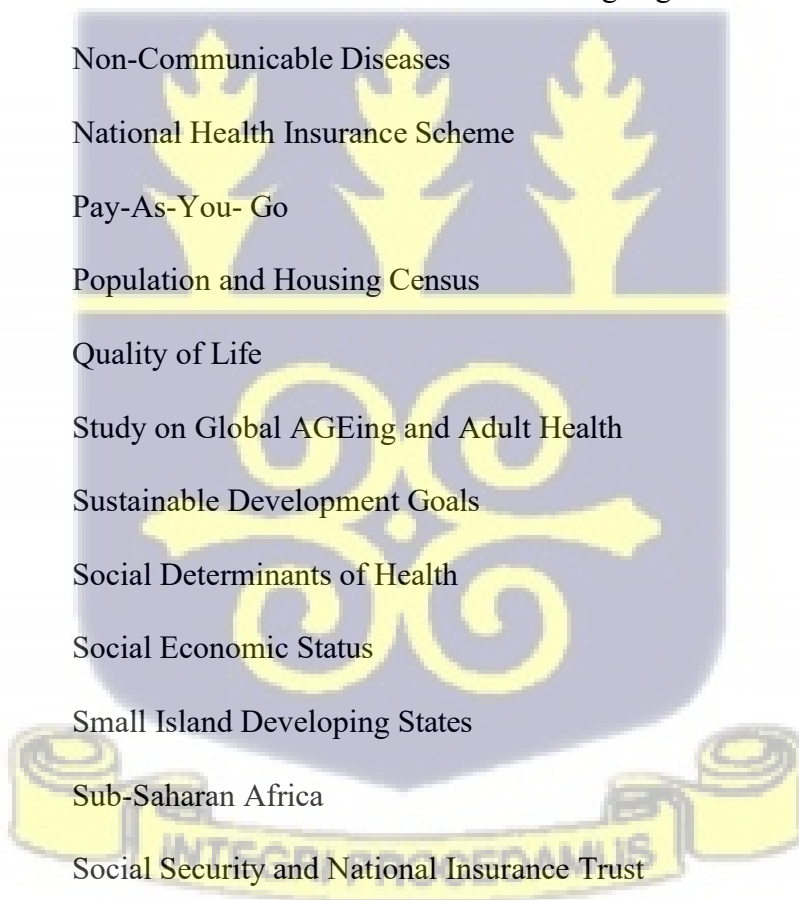 Non-Communicable Diseases
National Health Insurance Scheme
Pay-As-You- Go
Population and Housing Census
Quality of Life
Study on Global AGEing and Adult Health
Sustainable Development Goals
Social Determinants of Health
Social Economic Status
Small Island Developing States
Sub-Saharan Africa
INTEGRI PROCEDAMUS
Social Security and National Insurance Trust